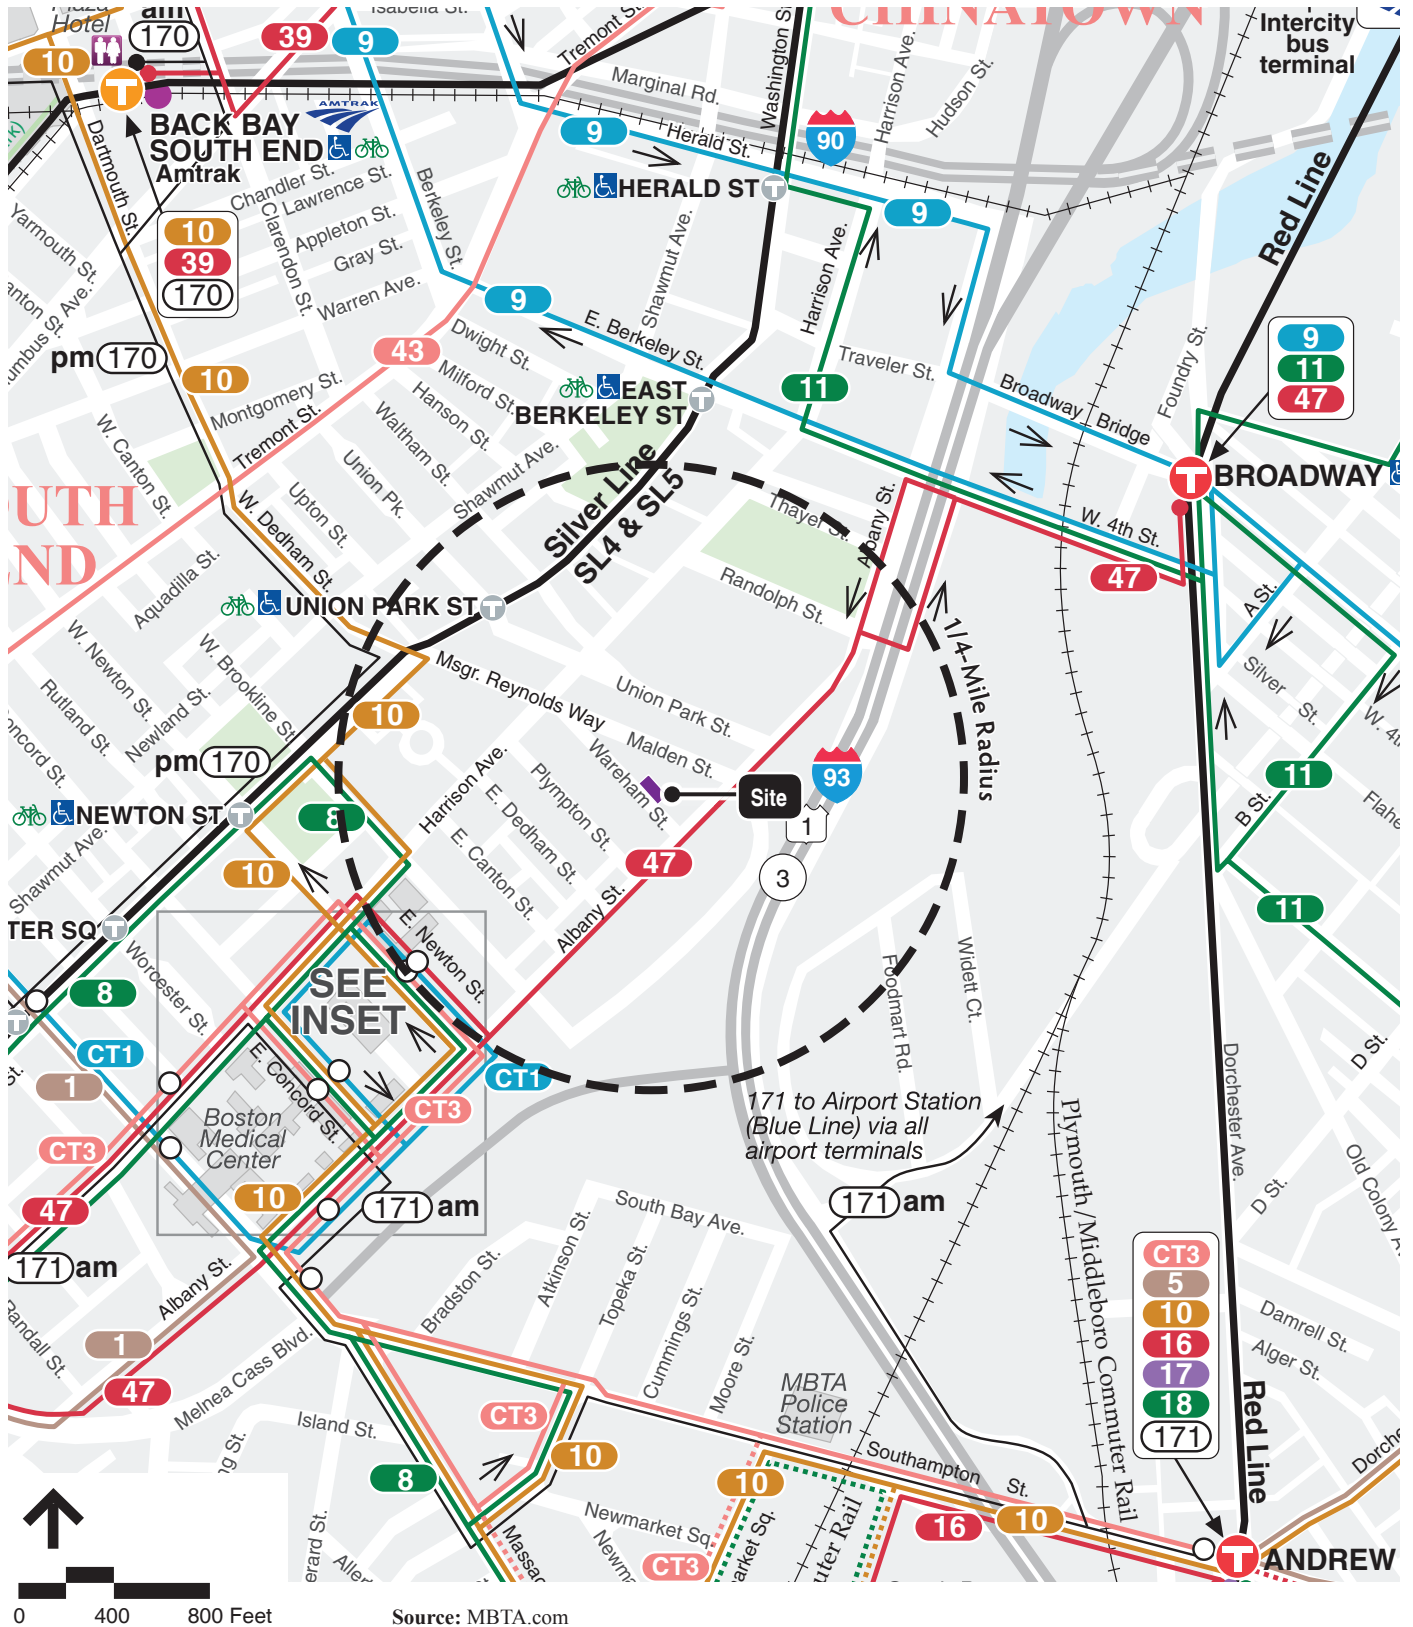 Plaza
Hotel
am
170
39
9
Isabella St.
Tremont St.
Washington St.
CHINATOWN
Intercity
bus
terminal
10
T
AMTRAK
BACK BAY
SOUTH END
Amtrak
Marginal Rd.
Harrison Ave.
Hudson St.
9
Herald St.
90
Red Line
Dartmouth St.
Chandler St.
Lawrence St.
Appleton St.
Gray St.
Warren Ave.
Clarendon St.
Berkeley St.
HERALD ST
T
9
Yarmouth St.
10
39
170
Shawmut Ave.
Harrison Ave.
Foundry St.
9
E. Berkeley St.
9
11
47
pm 170
10
43
Dwight St.
Milford St.
Hanson St.
Waltham St.
Traveler St.
Broadway Bridge
Montgomery St.
Tremont St.
EAST
BERKELEY ST
T
11
W. Canton St.
Union Pk.
Upton St.
Shawmut Ave.
Silver Line
SL4 & SL5
Thayer St.
Albany St.
T
BROADWAY
W. 4th St.
47
W. Dedham St.
Aquadilla St.
UNION PARK ST
T
Randolph St.
1/4-Mile Radius
A St.
Silver St.
W. Newton St.
W. Brookline St.
Rutland St.
Newland St.
Msgr. Reynolds Way
Union Park St.
Malden St.
Wareham St.
10
pm 170
Harrison Ave.
Plympton St.
E. Dedham St.
E. Canton St.
Site
93
1
3
11
B St.
NEWTON ST
T
8
10
47
Albany St.
Shawmut Ave.
TER SQ
T
11
Worcester St.
8
E. Newton St.
SEE
INSET
Foodmart Rd.
Widett Ct.
D St.
CT1
1
CT1
E. Concord St.
CT3
Boston
Medical
Center
171 to Airport Station
(Blue Line) via all
airport terminals
Dorchester Ave.
CT3
10
171 am
171 am
47
D St.
171 am
Plymouth/Middleboro Commuter Rail
South Bay Ave.
Atkinson St.
Topeka St.
Cummings St.
Moore St.
Bradston St.
Albany St.
Randall St.
1
47
Melnea Cass Blvd.
CT3
5
10
16
17
18
171
Damrell St.
Alger St.
Red Line
MBTA
Police
Station
Island St.
CT3
10
8
10
Southampton St.
Newmarket Sq.
CT3
16
10
T
ANDREW
0 400 800 Feet
Source: MBTA.com